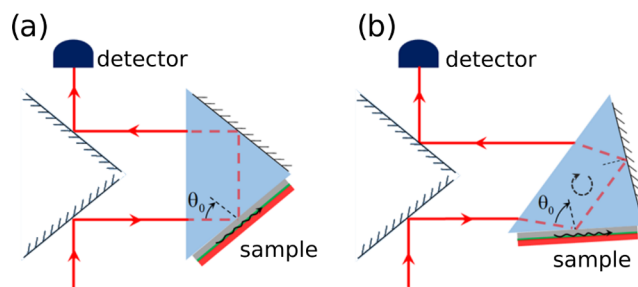 (a)
detector
θ₀
sample
(b)
detector
θ₀
sample